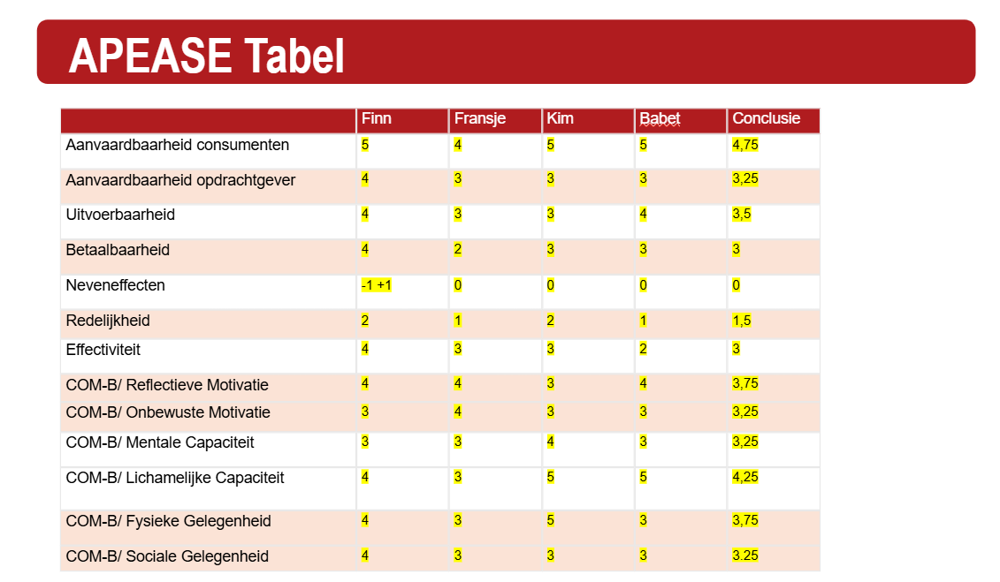 APEASE Tabel
Finn Fransje Kim Babet Conclusie
Aanvaardbaarheid consumenten 5 4 5 5 4,75
Aanvaardbaarheid opdrachtgever 4 3 3 3 3,25
Uitvoerbaarheid 4 3 3 4 3,5
Betaalbaarheid 4 2 3 3 3
Neveneffecten -1 +1 0 0 0 0
Redelijkheid 2 1 2 1 1,5
Effectiviteit 4 3 3 2 3
COM-B/ Reflectieve Motivatie 4 4 3 4 3,75
COM-B/ Onbewuste Motivatie 3 4 3 3 3,25
COM-B/ Mentale Capaciteit 3 3 4 3 3,25
COM-B/ Lichamelijke Capaciteit 4 3 5 5 4,25
COM-B/ Fysieke Gelegenheid 4 3 5 3 3,75
COM-B/ Sociale Gelegenheid 4 3 3 3 3.25